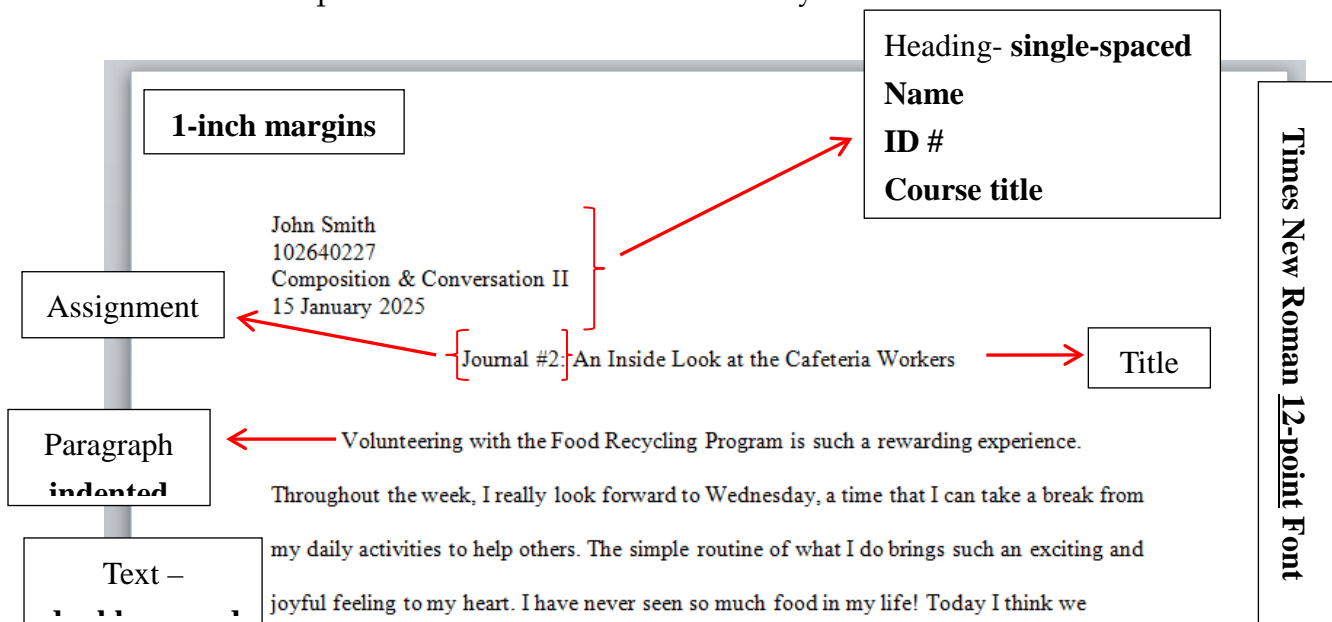 Heading- single-spaced
Name
ID #
Course title
1-inch margins
Times New Roman 12-point Font
John Smith
102640227
Composition & Conversation II
15 January 2025
Assignment
Journal #2: An Inside Look at the Cafeteria Workers
Title
Paragraph
indented
Volunteering with the Food Recycling Program is such a rewarding experience.
Throughout the week, I really look forward to Wednesday, a time that I can take a break from
my daily activities to help others. The simple routine of what I do brings such an exciting and
Text –
joyful feeling to my heart. I have never seen so much food in my life! Today I think we